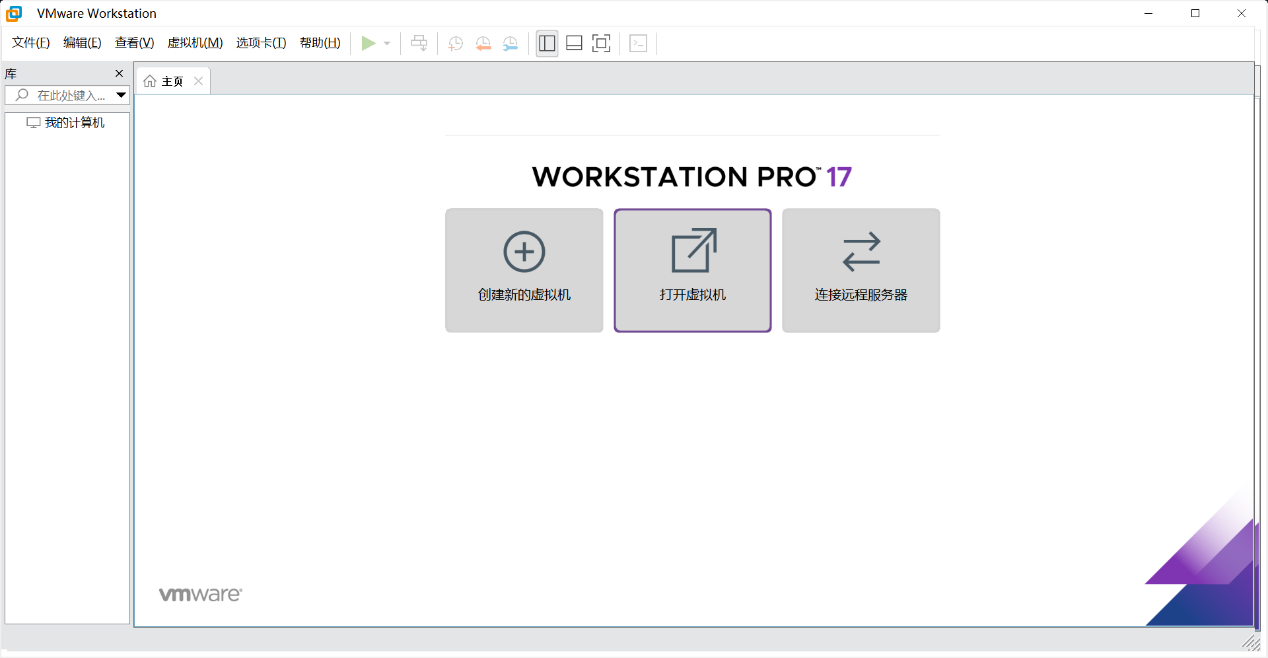 VMware Workstation
文件(F) 编辑(E) 查看(V) 虚拟机(M) 选项卡(T) 帮助(H)
库
主页
在此处键入...
我的计算机
WORKSTATION PRO™ 17
创建新的虚拟机 打开虚拟机 连接远程服务器
vmware®